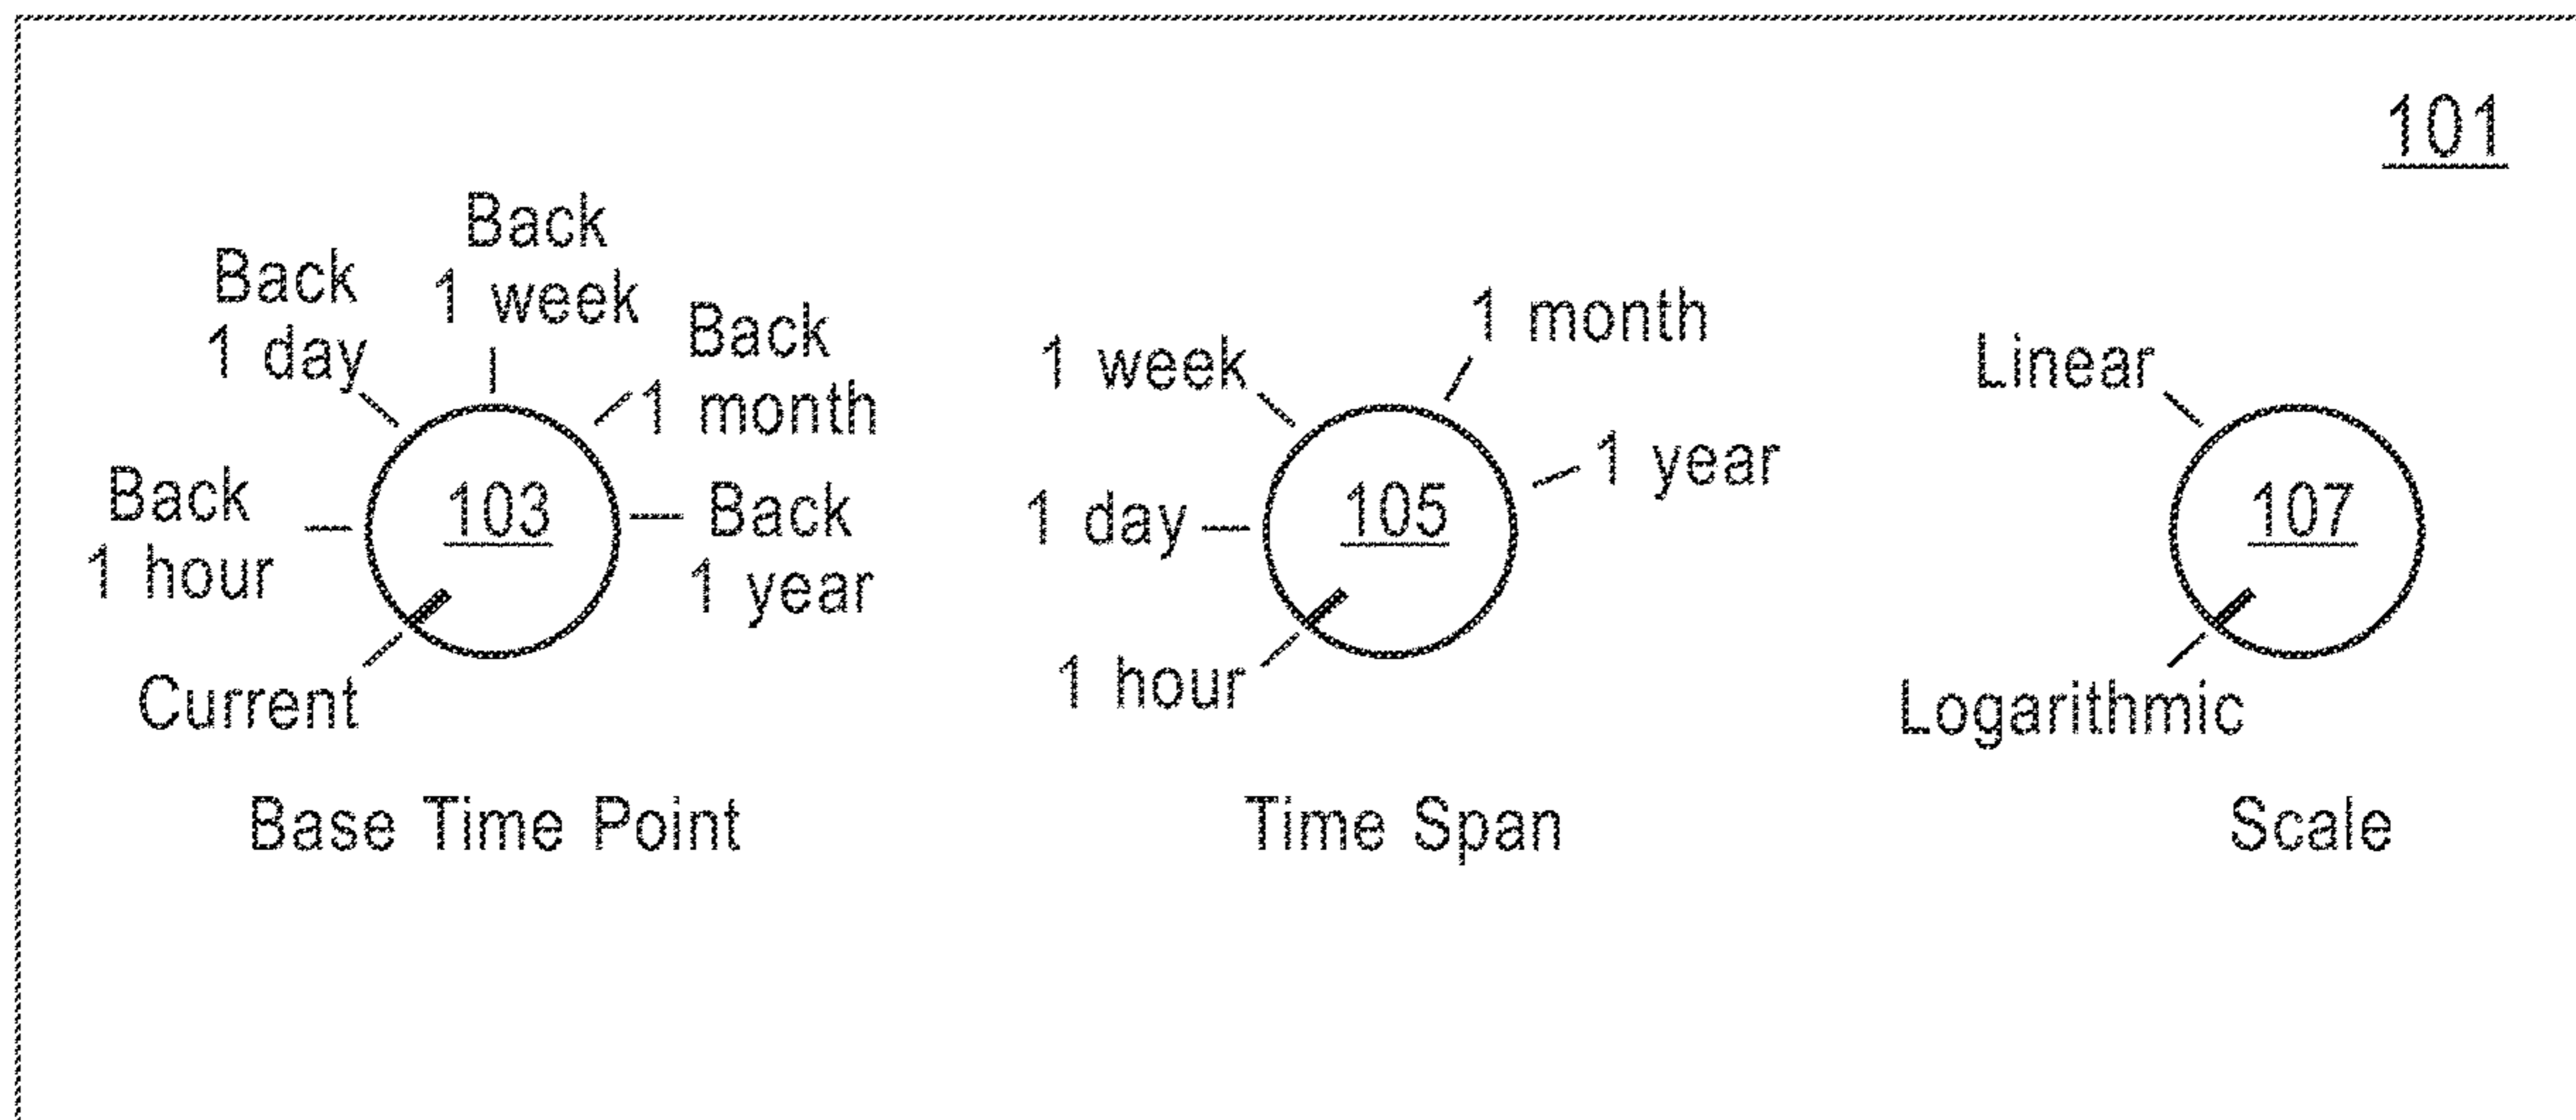 101
Back
1 week
Back
1 day
Back
1 month
Back
1 hour
103
Back
1 year
Current
Base Time Point
1 month
1 week
1 year
1 day
105
1 hour
Time Span
Linear
107
Logarithmic
Scale